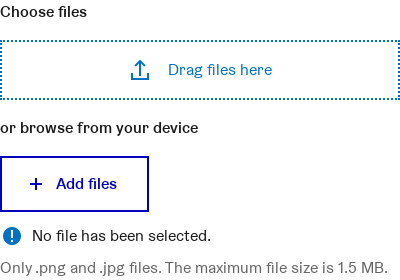 Choose files
Drag files here
or browse from your device
Add files
No file has been selected.
Only .png and .jpg files. The maximum file size is 1.5 MB.